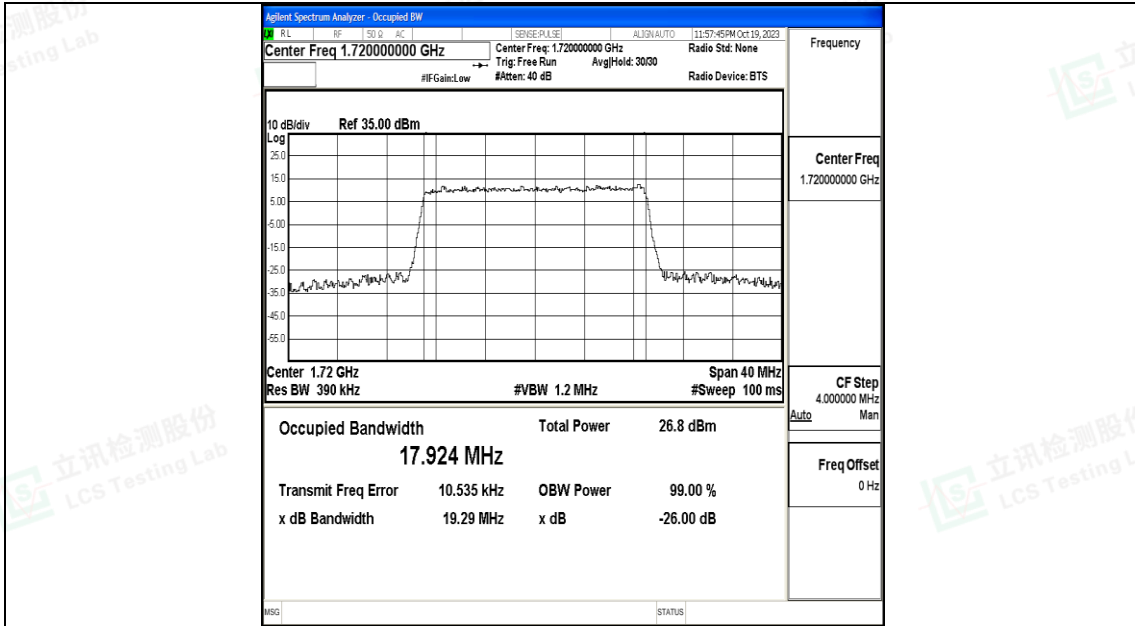 Agilent Spectrum Analyzer - Occupied BW
RL RF 50 Ω AC SENSE:PULSE ALIGN AUTO 11:57:45 PM Oct 19, 2023
Center Freq 1.720000000 GHz
Center Freq: 1.720000000 GHz
Radio Std: None
Trig: Free Run Avg|Hold: 30/30
#IFGain:Low
#Atten: 40 dB
Radio Device: BTS
Frequency
10 dB/div Ref 35.00 dBm
Log
25.0
15.0
5.00
-5.00
-15.0
-25.0
-35.0
-45.0
-55.0
Center 1.72 GHz Span 40 MHz
Res BW 390 kHz #VBW 1.2 MHz #Sweep 100 ms
Center Freq
1.720000000 GHz
CF Step
4.000000 MHz
Auto Man
Freq Offset
0 Hz
Occupied Bandwidth
17.924 MHz
Total Power 26.8 dBm
Transmit Freq Error 10.535 kHz OBW Power 99.00 %
x dB Bandwidth 19.29 MHz x dB -26.00 dB
MSG STATUS
立讯检测股份
LCS Testing Lab
立讯检测股份
LCS Testing L
测股份
sting Lab
立
LCS